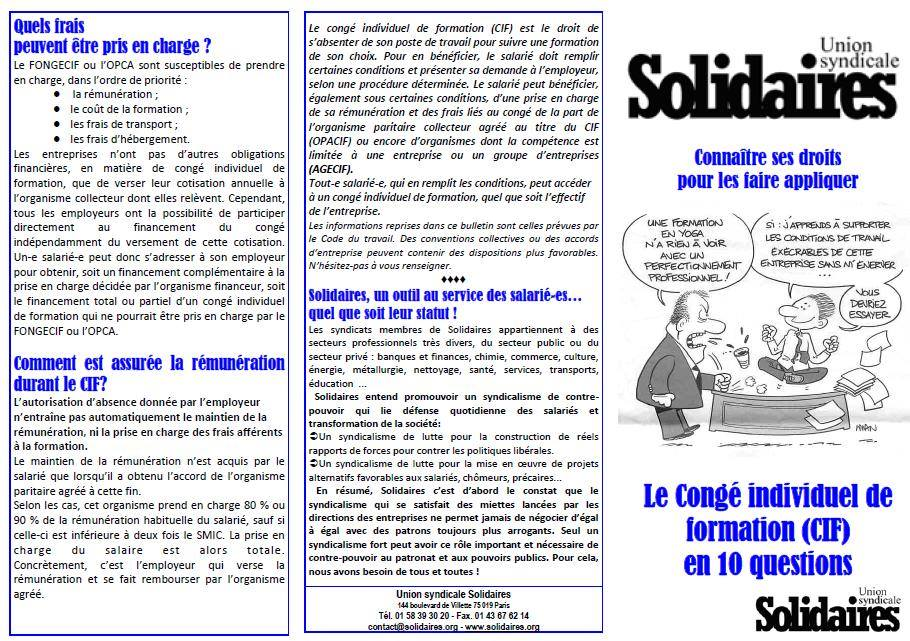 Quels frais
peuvent être pris en charge ?
Le FONGECIF ou l’OPCA sont susceptibles de prendre
en charge, dans l’ordre de priorité :
● la rémunération ;
● le coût de la formation ;
● les frais de transport ;
● les frais d’hébergement.
Les entreprises n’ont pas d’autres obligations
financières, en matière de congé individuel de
formation, que de verser leur cotisation annuelle à
l’organisme collecteur dont elles relèvent. Cependant,
tous les employeurs ont la possibilité de participer
directement au financement du congé
indépendamment du versement de cette cotisation.
Un-e salarié-e peut donc s’adresser à son employeur
pour obtenir, soit un financement complémentaire à la
prise en charge décidée par l’organisme financeur, soit
le financement total ou partiel d’un congé individuel
de formation qui ne pourrait être pris en charge par le
FONGECIF ou l’OPCA.
Comment est assurée la rémunération
durant le CIF?
L’autorisation d’absence donnée par l’employeur
n’entraîne pas automatiquement le maintien de la
rémunération, ni la prise en charge des frais afférents
à la formation.
Le maintien de la rémunération n’est acquis par le
salarié que lorsqu’il a obtenu l’accord de l’organisme
paritaire agréé à cette fin.
Selon les cas, cet organisme prend en charge 80 % ou
90 % de la rémunération habituelle du salarié, sauf si
celle-ci est inférieure à deux fois le SMIC. La prise en
charge du salaire est alors totale.
Concrètement, c’est l’employeur qui verse la
rémunération et se fait rembourser par l’organisme
agréé.
Le congé individuel de formation (CIF) est le droit de
s’absenter de son poste de travail pour suivre une formation
de son choix. Pour en bénéficier, le salarié doit remplir
certaines conditions et présenter sa demande à l’employeur,
selon une procédure déterminée. Le salarié peut bénéficier,
également sous certaines conditions, d’une prise en charge
de sa rémunération et des frais liés au congé de la part de
l’organisme paritaire collecteur agréé au titre du CIF
(OPACIF) ou encore d’organismes dont la compétence est
limitée à une entreprise ou un groupe d’entreprises
(AGECIF).
Tout-e salarié-e, qui en remplit les conditions, peut accéder
à un congé individuel de formation, quel que soit l’effectif
de l’entreprise.
Les informations reprises dans ce bulletin sont celles prévues par
le Code du travail. Des conventions collectives ou des accords
d’entreprise peuvent contenir des dispositions plus favorables.
N’hésitez-pas à vous renseigner.
♦♦♦♦
Solidaires, un outil au service des salarié-es…
quel que soit leur statut !
Les syndicats membres de Solidaires appartiennent à des
secteurs professionnels très divers, du secteur public ou du
secteur privé : banques et finances, chimie, commerce, culture,
énergie, métallurgie, nettoyage, santé, services, transports,
éducation …
Solidaires entend promouvoir un syndicalisme de contre-
pouvoir qui lie défense quotidienne des salariés et
transformation de la société:
➲Un syndicalisme de lutte pour la construction de réels
rapports de forces pour contrer les politiques libérales.
➲Un syndicalisme de lutte pour la mise en œuvre de projets
alternatifs favorables aux salariés, chômeurs, précaires…
En résumé, Solidaires c’est d’abord le constat que le
syndicalisme qui se satisfait des miettes lancées par les
directions des entreprises ne permet jamais de négocier d’égal
à égal avec des patrons toujours plus arrogants. Seul un
syndicalisme fort peut avoir ce rôle important et nécessaire de
contre-pouvoir au patronat et aux pouvoirs publics. Pour cela,
nous avons besoin de tous et toutes !
Union syndicale Solidaires
144 boulevard de Villette 75 019 Paris
Tél. 01 58 39 30 20 - Fax. 01 43 67 62 14
contact@solidaires.org - www.solidaires.org
Union
syndicale
Solidaires
Connaître ses droits
pour les faire appliquer
UNE FORMATION
EN YOGA
N'A RIEN À VOIR
AVEC UN
PERFECTIONNEMENT
PROFESSIONNEL !
SI : J'APPRENDS À SUPPORTER
LES CONDITIONS DE TRAVAIL
EXÉCRABLES DE CETTE
ENTREPRISE SANS M'ÉNERVER
...
VOUS
DEVRIEZ
ESSAYER
Le Congé individuel de
formation (CIF)
en 10 questions
Union
syndicale
Solidaires